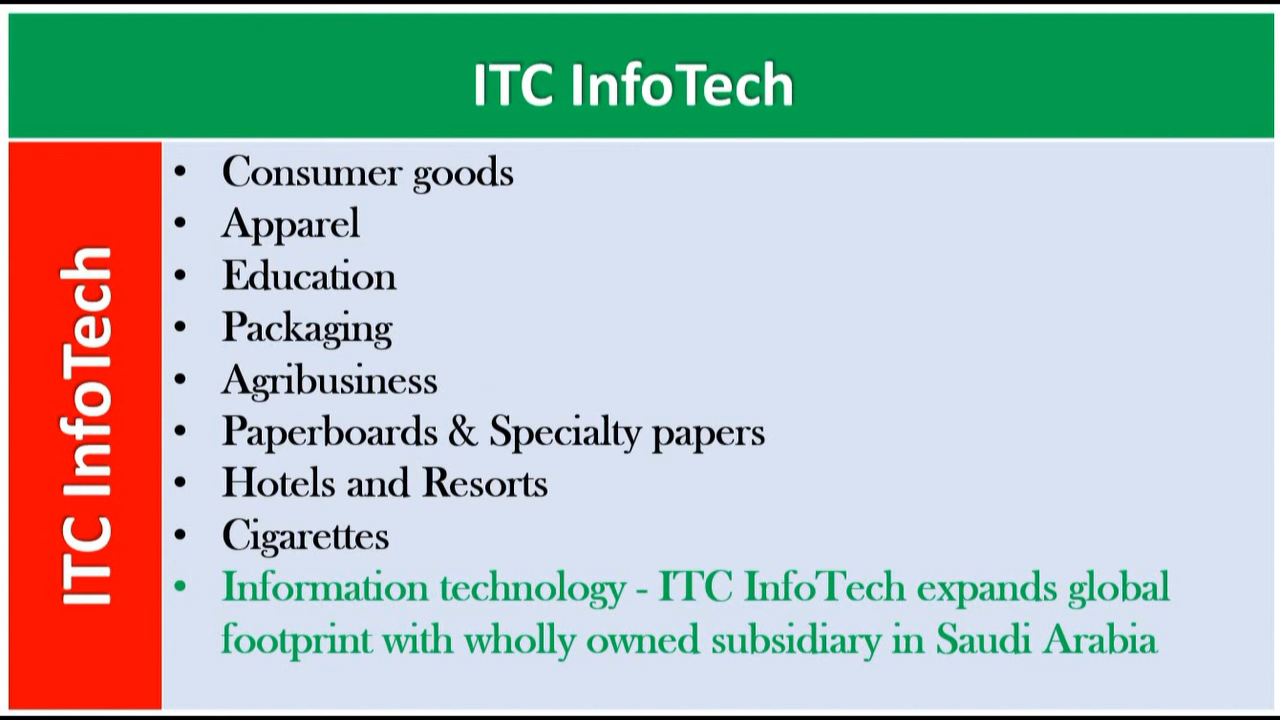 ITC InfoTech
ITC InfoTech
• Consumer goods
• Apparel
• Education
• Packaging
• Agribusiness
• Paperboards & Specialty papers
• Hotels and Resorts
• Cigarettes
• Information technology - ITC InfoTech expands global
footprint with wholly owned subsidiary in Saudi Arabia